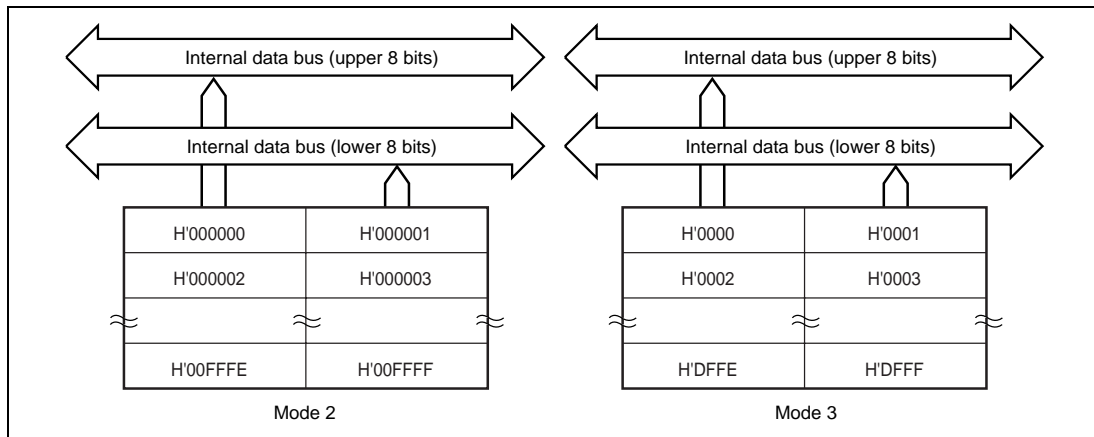 Internal data bus (upper 8 bits)
Internal data bus (lower 8 bits)
H'000000 H'000001
H'000002 H'000003
H'00FFFE H'00FFFF
Mode 2
Internal data bus (upper 8 bits)
Internal data bus (lower 8 bits)
H'0000 H'0001
H'0002 H'0003
H'DFFE H'DFFF
Mode 3